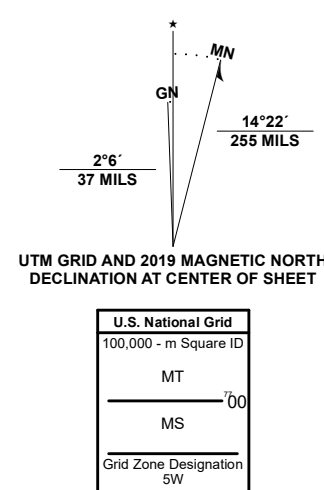 ★
MN
GN
14°22´
255 MILS
2°6´
37 MILS
UTM GRID AND 2019 MAGNETIC NORTH
DECLINATION AT CENTER OF SHEET
U.S. National Grid
100,000 - m Square ID
MT
⁷⁷00
MS
Grid Zone Designation
5W